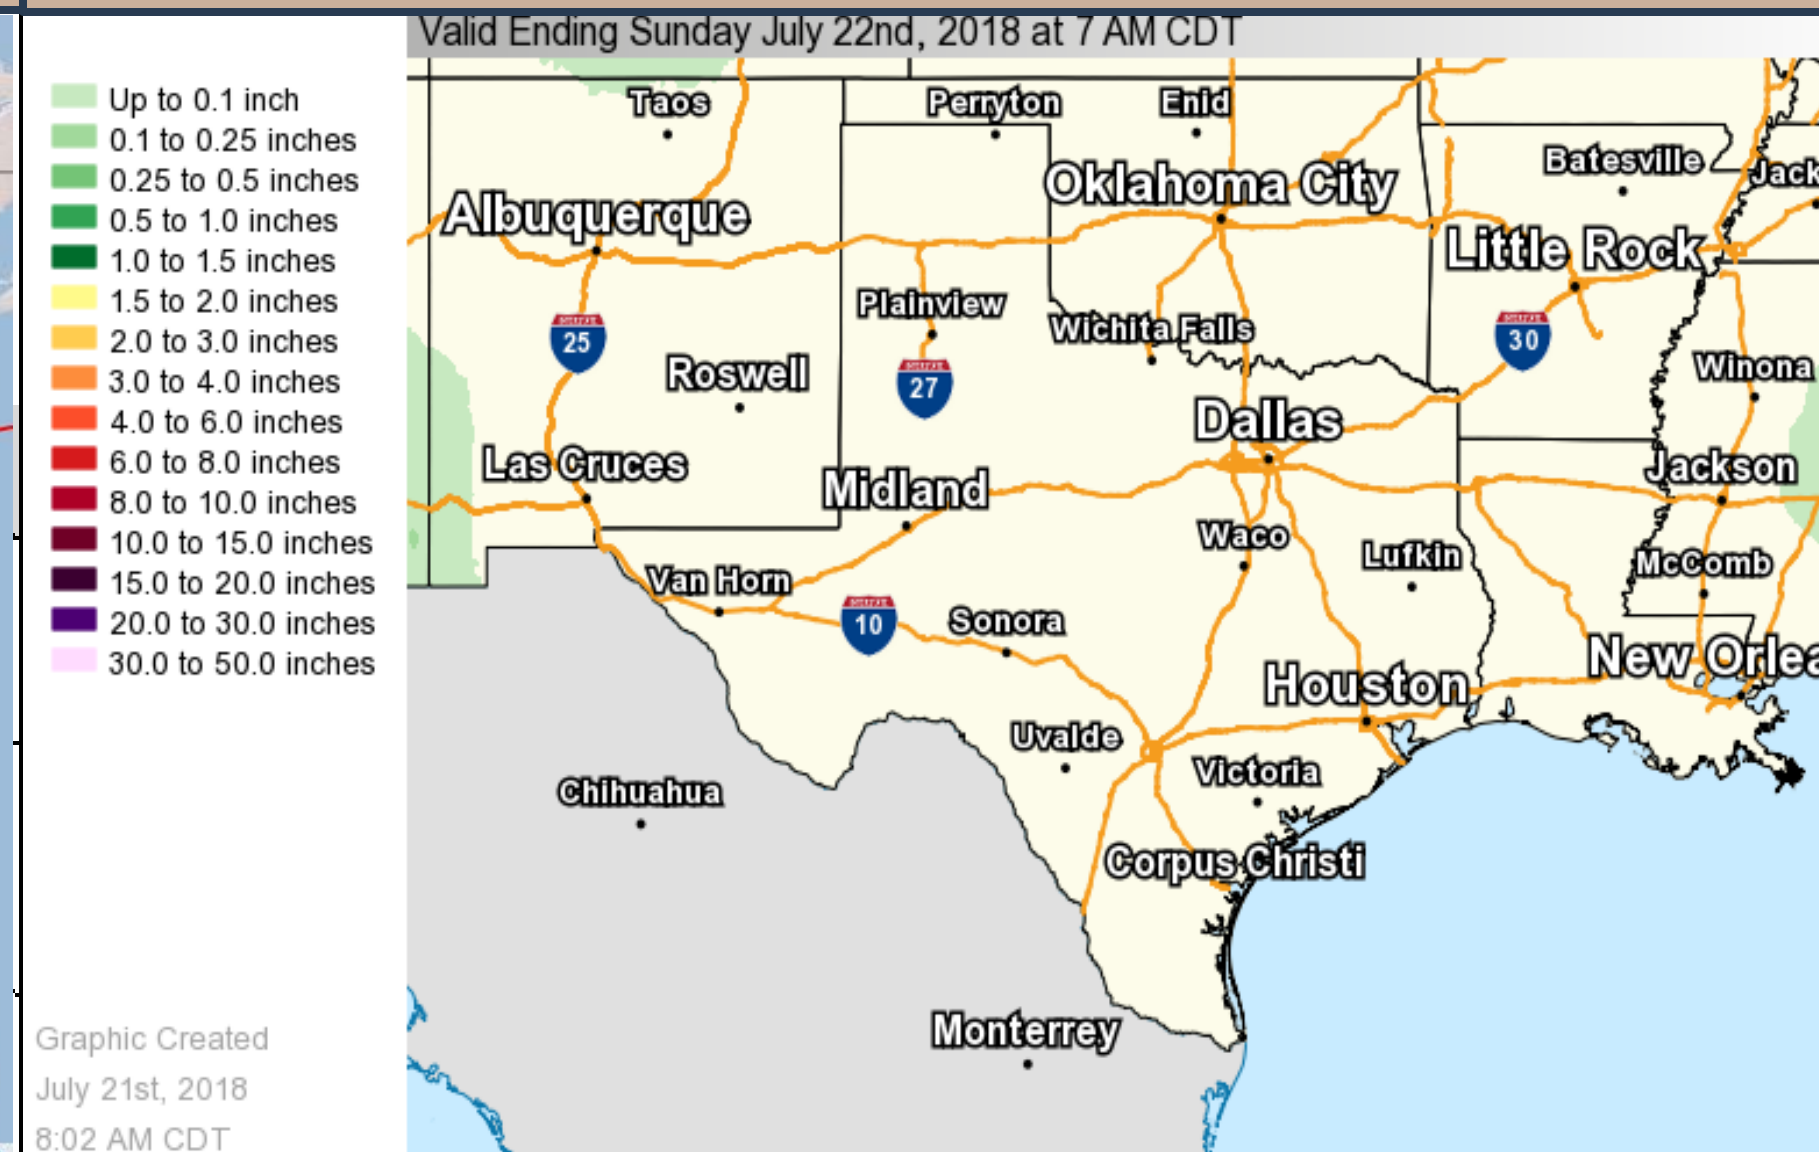 Valid Ending Sunday July 22nd, 2018 at 7 AM CDT
Up to 0.1 inch
0.1 to 0.25 inches
0.25 to 0.5 inches
0.5 to 1.0 inches
1.0 to 1.5 inches
1.5 to 2.0 inches
2.0 to 3.0 inches
3.0 to 4.0 inches
4.0 to 6.0 inches
6.0 to 8.0 inches
8.0 to 10.0 inches
10.0 to 15.0 inches
15.0 to 20.0 inches
20.0 to 30.0 inches
30.0 to 50.0 inches
Graphic Created
July 21st, 2018
8:02 AM CDT
Taos
Perryton
Enid
Batesville
Jack
Oklahoma City
Albuquerque
Little Rock
Plainview
Wichita Falls
25
30
Roswell
27
Winona
Dallas
Las Cruces
Midland
Jackson
Waco
Lufkin
McComb
Van Horn
10
Sonora
New Orlea
Houston
Uvalde
Victoria
Chihuahua
Corpus Christi
Monterrey